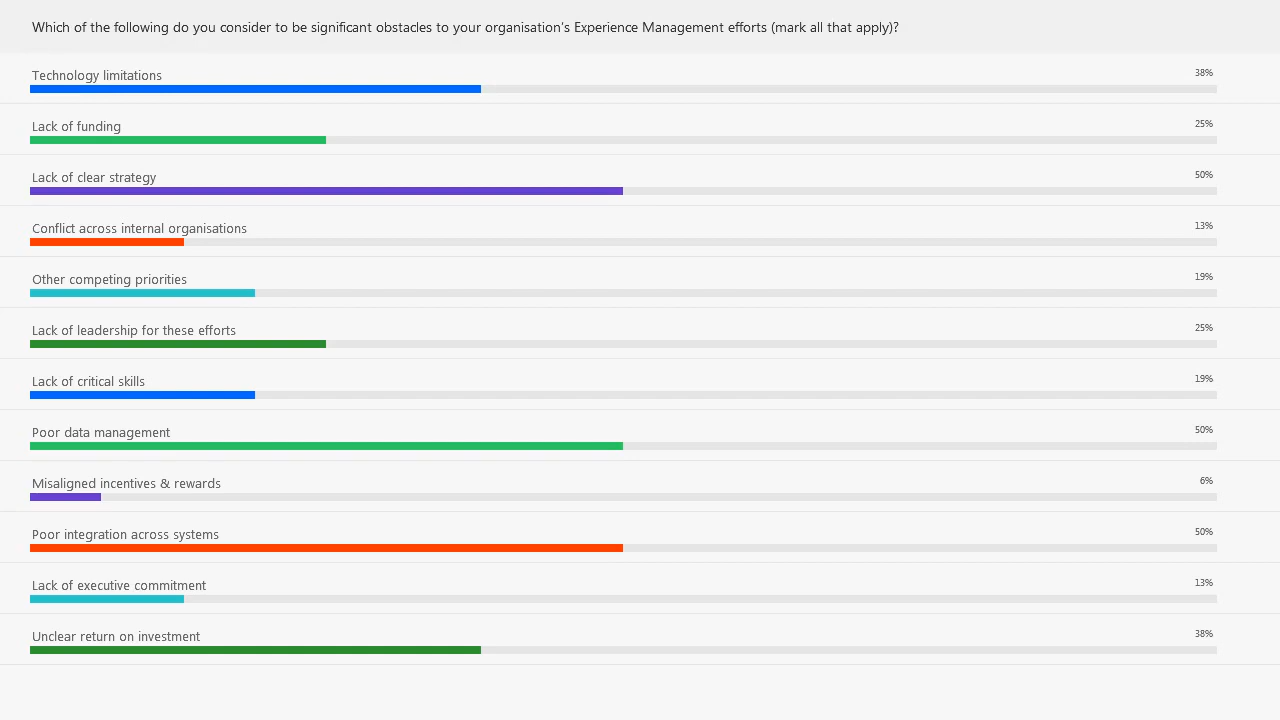 Which of the following do you consider to be significant obstacles to your organisation's Experience Management efforts (mark all that apply)?
Technology limitations
38%
Lack of funding
25%
Lack of clear strategy
50%
Conflict across internal organisations
13%
Other competing priorities
19%
Lack of leadership for these efforts
25%
Lack of critical skills
19%
Poor data management
50%
Misaligned incentives & rewards
6%
Poor integration across systems
50%
Lack of executive commitment
13%
Unclear return on investment
38%